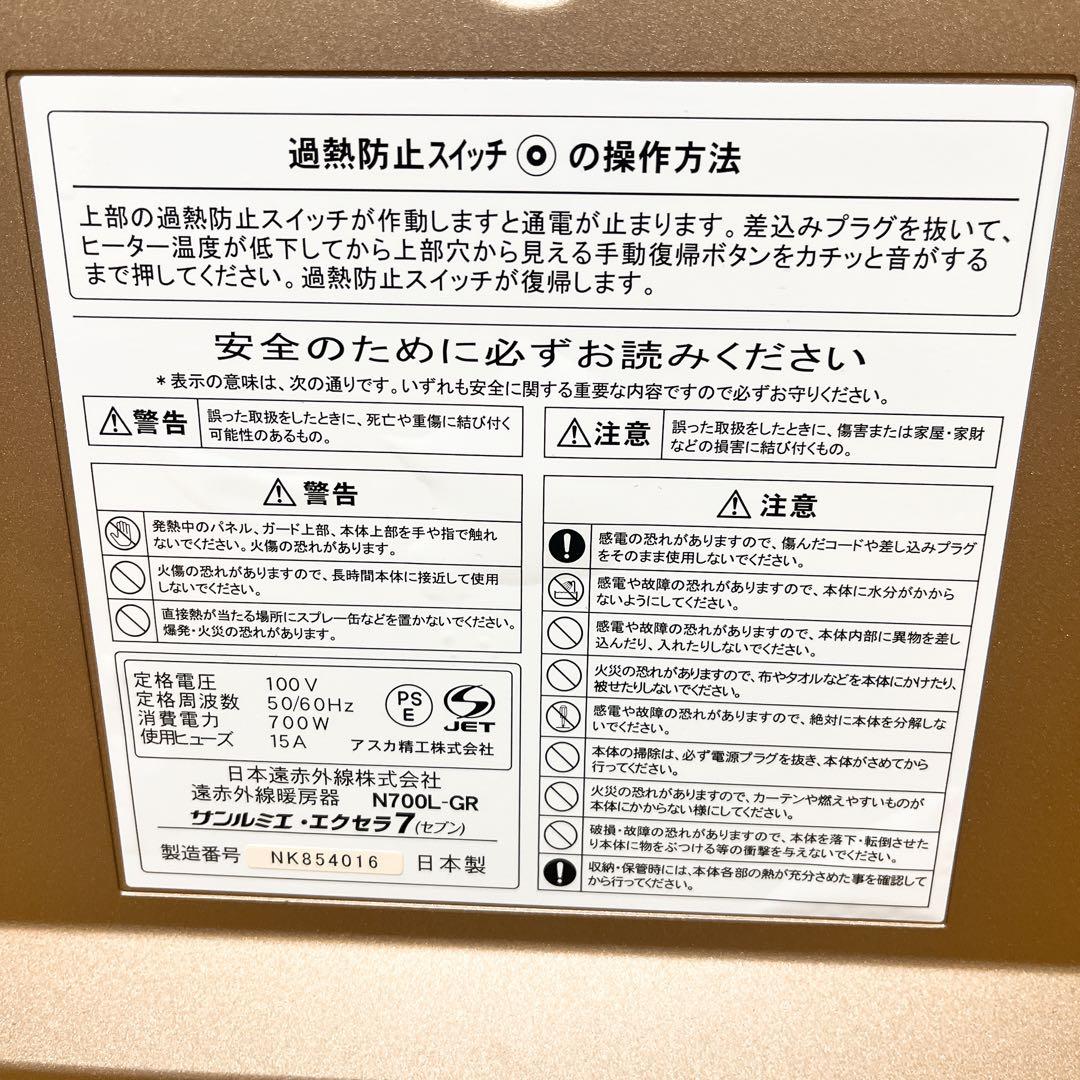 過熱防止スイッチ の操作方法
上部の過熱防止スイッチが作動しますと通電が止まります。差込みプラグを抜いて、
ヒーター温度が低下してから上部穴から見える手動復帰ボタンをカチッと音がする
まで押してください。過熱防止スイッチが復帰します。
安全のために必ずお読みください
*表示の意味は、次の通りです。いずれも安全に関する重要な内容ですので必ずお守りください。
警告
誤った取扱をしたときに、死亡や重傷に結び付く
可能性のあるもの。
注意
誤った取扱をしたときに、傷害または家屋・家財
などの損害に結び付くもの。
警告
発熱中のパネル、ガード上部、本体上部を手や指で触れ
ないでください。火傷の恐れがあります。
火傷の恐れがありますので、長時間本体に接近して使用
しないでください。
直接熱が当たる場所にスプレー缶などを置かないでください。
爆発・火災の恐れがあります。
注意
感電の恐れがありますので、傷んだコードや差し込みプラグ
をそのまま使用しないでください。
感電や故障の恐れがありますので、本体に水分がかから
ないようにしてください。
感電や故障の恐れがありますので、本体内部に異物を差し
込んだり、入れたりしないでください。
火災の恐れがありますので、布やタオルなどを本体にかけたり、
被せたりしないでください。
感電や故障の恐れがありますので、絶対に本体を分解しな
いでください。
本体の掃除は、必ず電源プラグを抜き、本体がさめてから
行ってください。
火災の恐れがありますので、カーテンや燃えやすいものが
本体にかからない様にしてください。
破損・故障の恐れがありますので、本体を落下・転倒させた
り本体に物をぶつける等の衝撃を与えないでください。
収納・保管時には、本体各部の熱が充分さめた事を確認して
から行ってください。
定格電圧 100V
定格周波数 50/60Hz
消費電力 700W
使用ヒューズ 15A
PS
E
JET
アスカ精工株式会社
日本遠赤外線株式会社
遠赤外線暖房器 N700L-GR
サンルミエ・エクセラ7(セブン)
製造番号 NK854016 日本製